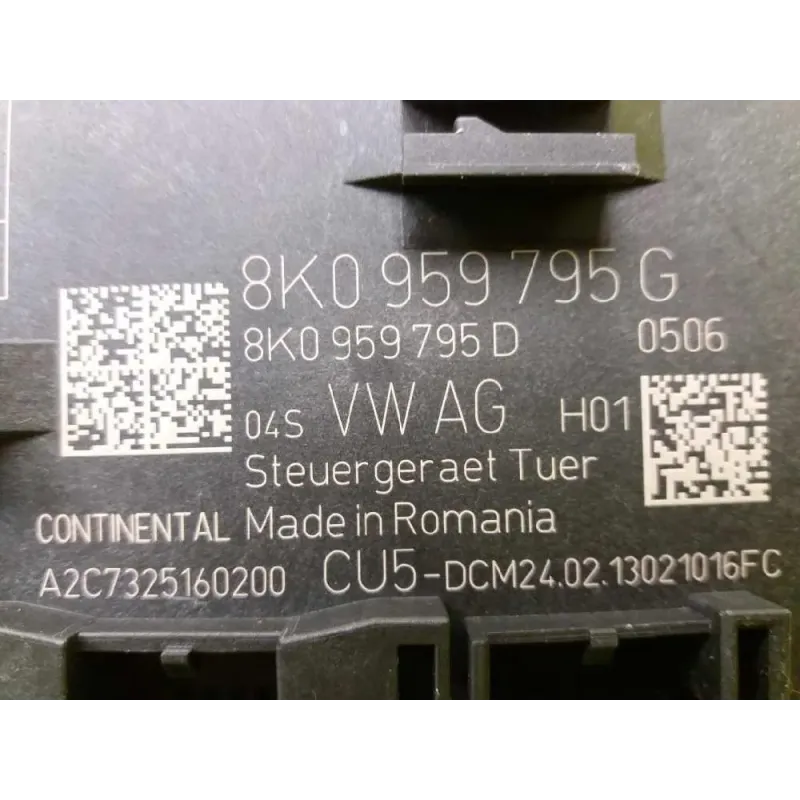 8K0 959 795 G
8K0 959 795 D 0506
04S VW AG H01
Steuergeraet Tuer
CONTINENTAL Made in Romania
A2C7325160200 CU5-DCM24.02.13021016FC